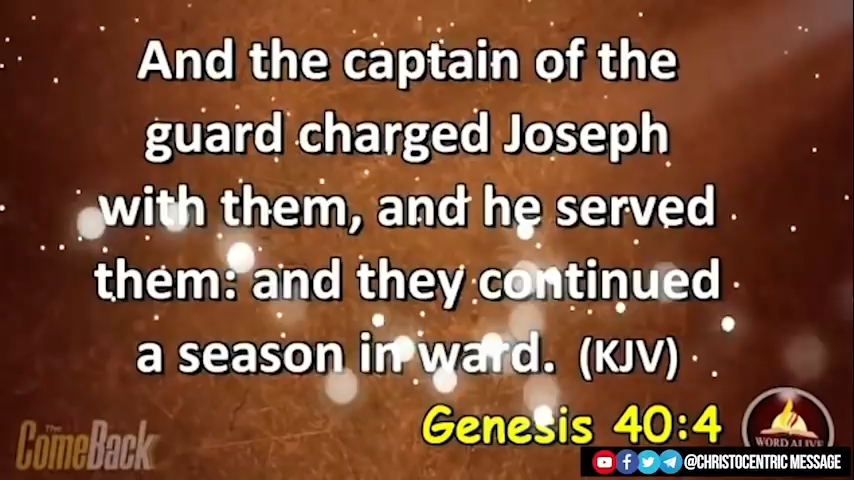 And the captain of the
guard charged Joseph
with them, and he served
them: and they continued
a season in ward. (KJV)
Genesis 40:4
The
ComeBack
WORD ALIVE
@CHRISTOCENTRIC MESSAGE